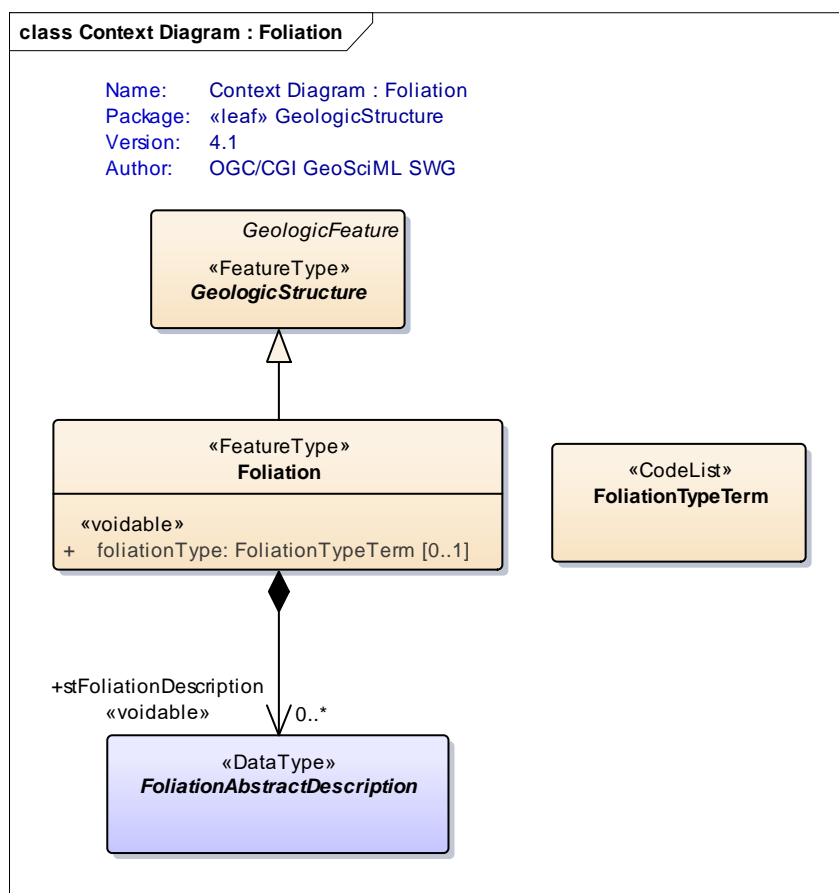 class Context Diagram : Foliation
Name: Context Diagram : Foliation
Package: «leaf» GeologicStructure
Version: 4.1
Author: OGC/CGI GeoSciML SWG
GeologicFeature
«FeatureType»
GeologicStructure
«FeatureType»
Foliation
«voidable»
+ foliationType: FoliationTypeTerm [0..1]
«CodeList»
FoliationTypeTerm
+stFoliationDescription
«voidable» 0..*
«DataType»
FoliationAbstractDescription